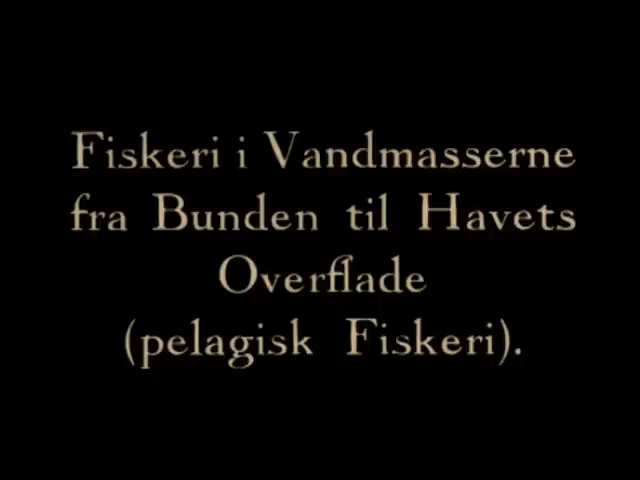 Fiskeri i Vandmasserne
fra Bunden til Havets
Overflade
(pelagisk Fiskeri).